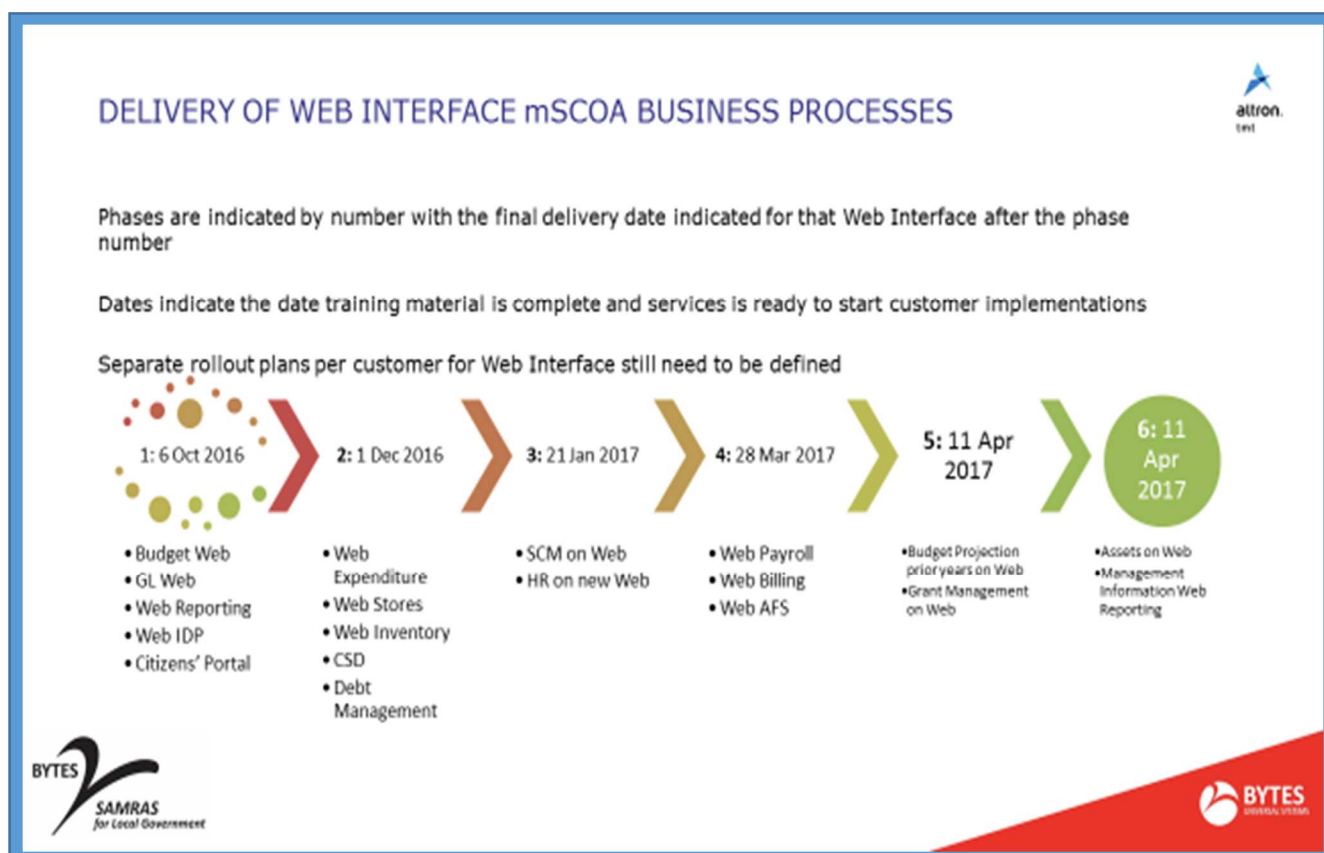 DELIVERY OF WEB INTERFACE mSCOA BUSINESS PROCESSES
altron.
Phases are indicated by number with the final delivery date indicated for that Web Interface after the phase
number
Dates indicate the date training material is complete and services is ready to start customer implementations
Separate rollout plans per customer for Web Interface still need to be defined
1: 6 Oct 2016
• Budget Web
• GL Web
• Web Reporting
• Web IDP
• Citizens' Portal
2: 1 Dec 2016
• Web
Expenditure
• Web Stores
• Web Inventory
• CSD
• Debt
Management
3: 21 Jan 2017
• SCM on Web
• HR on new Web
4: 28 Mar 2017
• Web Payroll
• Web Billing
• Web AFS
5: 11 Apr
2017
• Budget Projection
prior years on Web
• Grant Management
on Web
6: 11
Apr
2017
• Assets on Web
• Management
Information Web
Reporting
BYTES
SAMRAS
for Local Government
BYTES
UNIVERSAL SYSTEMS